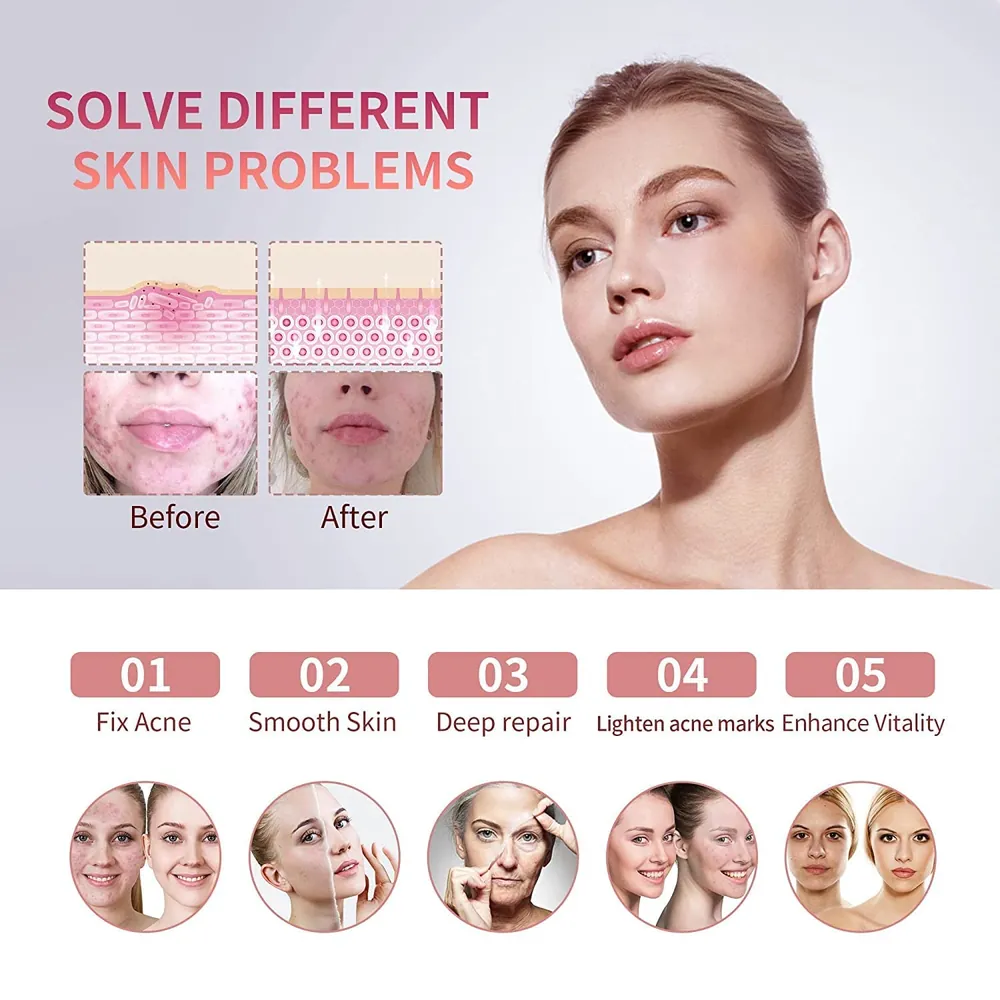 SOLVE DIFFERENT
SKIN PROBLEMS
Before
After
01
02
03
04
05
Fix Acne
Smooth Skin
Deep repair
Lighten acne marks
Enhance Vitality